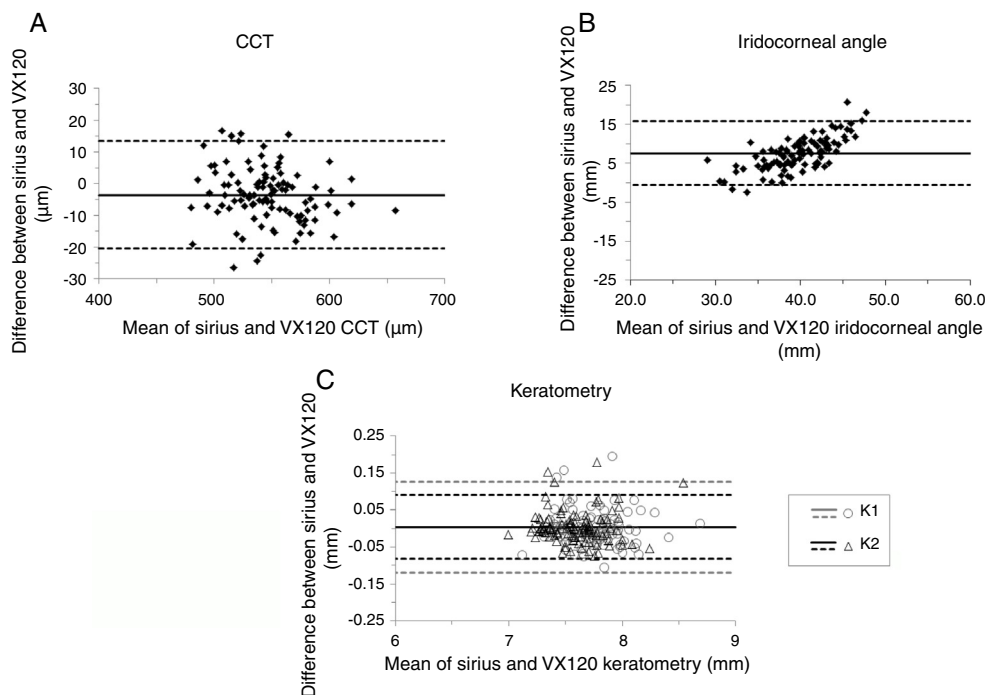 A
CCT
Difference between sirius and VX120
(µm)
30
20
10
0
-10
-20
-30
400
500
600
700
Mean of sirius and VX120 CCT (µm)
B
Iridocorneal angle
Difference between sirius and VX120
(mm)
25
15
5
-5
-15
-25
20.0
30.0
40.0
50.0
60.0
Mean of sirius and VX120 iridocorneal angle
(mm)
C
Keratometry
Difference between sirius and VX120
(mm)
0.25
0.15
0.05
-0.05
-0.15
-0.25
6
7
8
9
Mean of sirius and VX120 keratometry (mm)
K1
K2